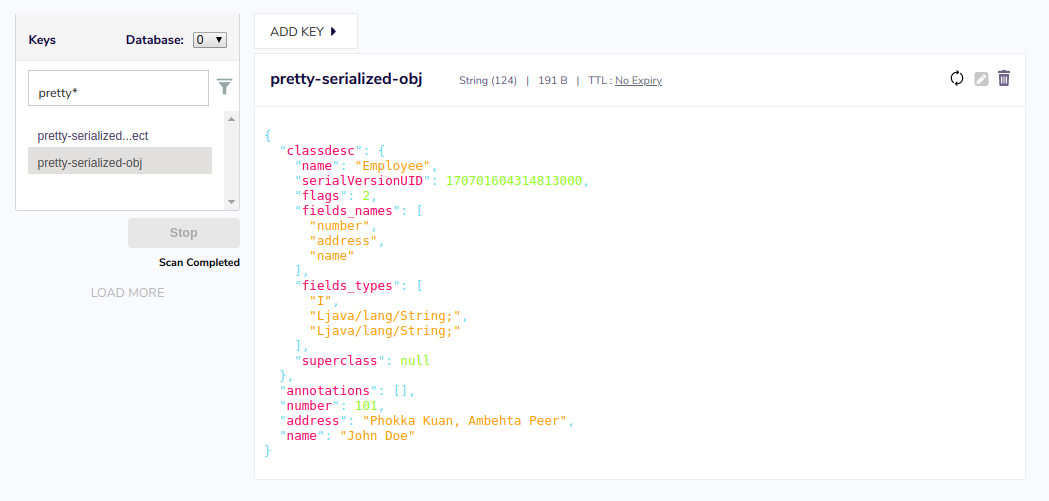 Keys
Database: 0
pretty*
pretty-serialized...ect
pretty-serialized-obj
Stop
Scan Completed
LOAD MORE
ADD KEY
pretty-serialized-obj String (124) | 191 B | TTL : No Expiry
{
  "classdesc": {
    "name": "Employee",
    "serialVersionUID": 170701604314813000,
    "flags": 2,
    "fields_names": [
      "number",
      "address",
      "name"
    ],
    "fields_types": [
      "I",
      "Ljava/lang/String;",
      "Ljava/lang/String;"
    ],
    "superclass": null
  },
  "annotations": [],
  "number": 101,
  "address": "Phokka Kuan, Ambehta Peer",
  "name": "John Doe"
}